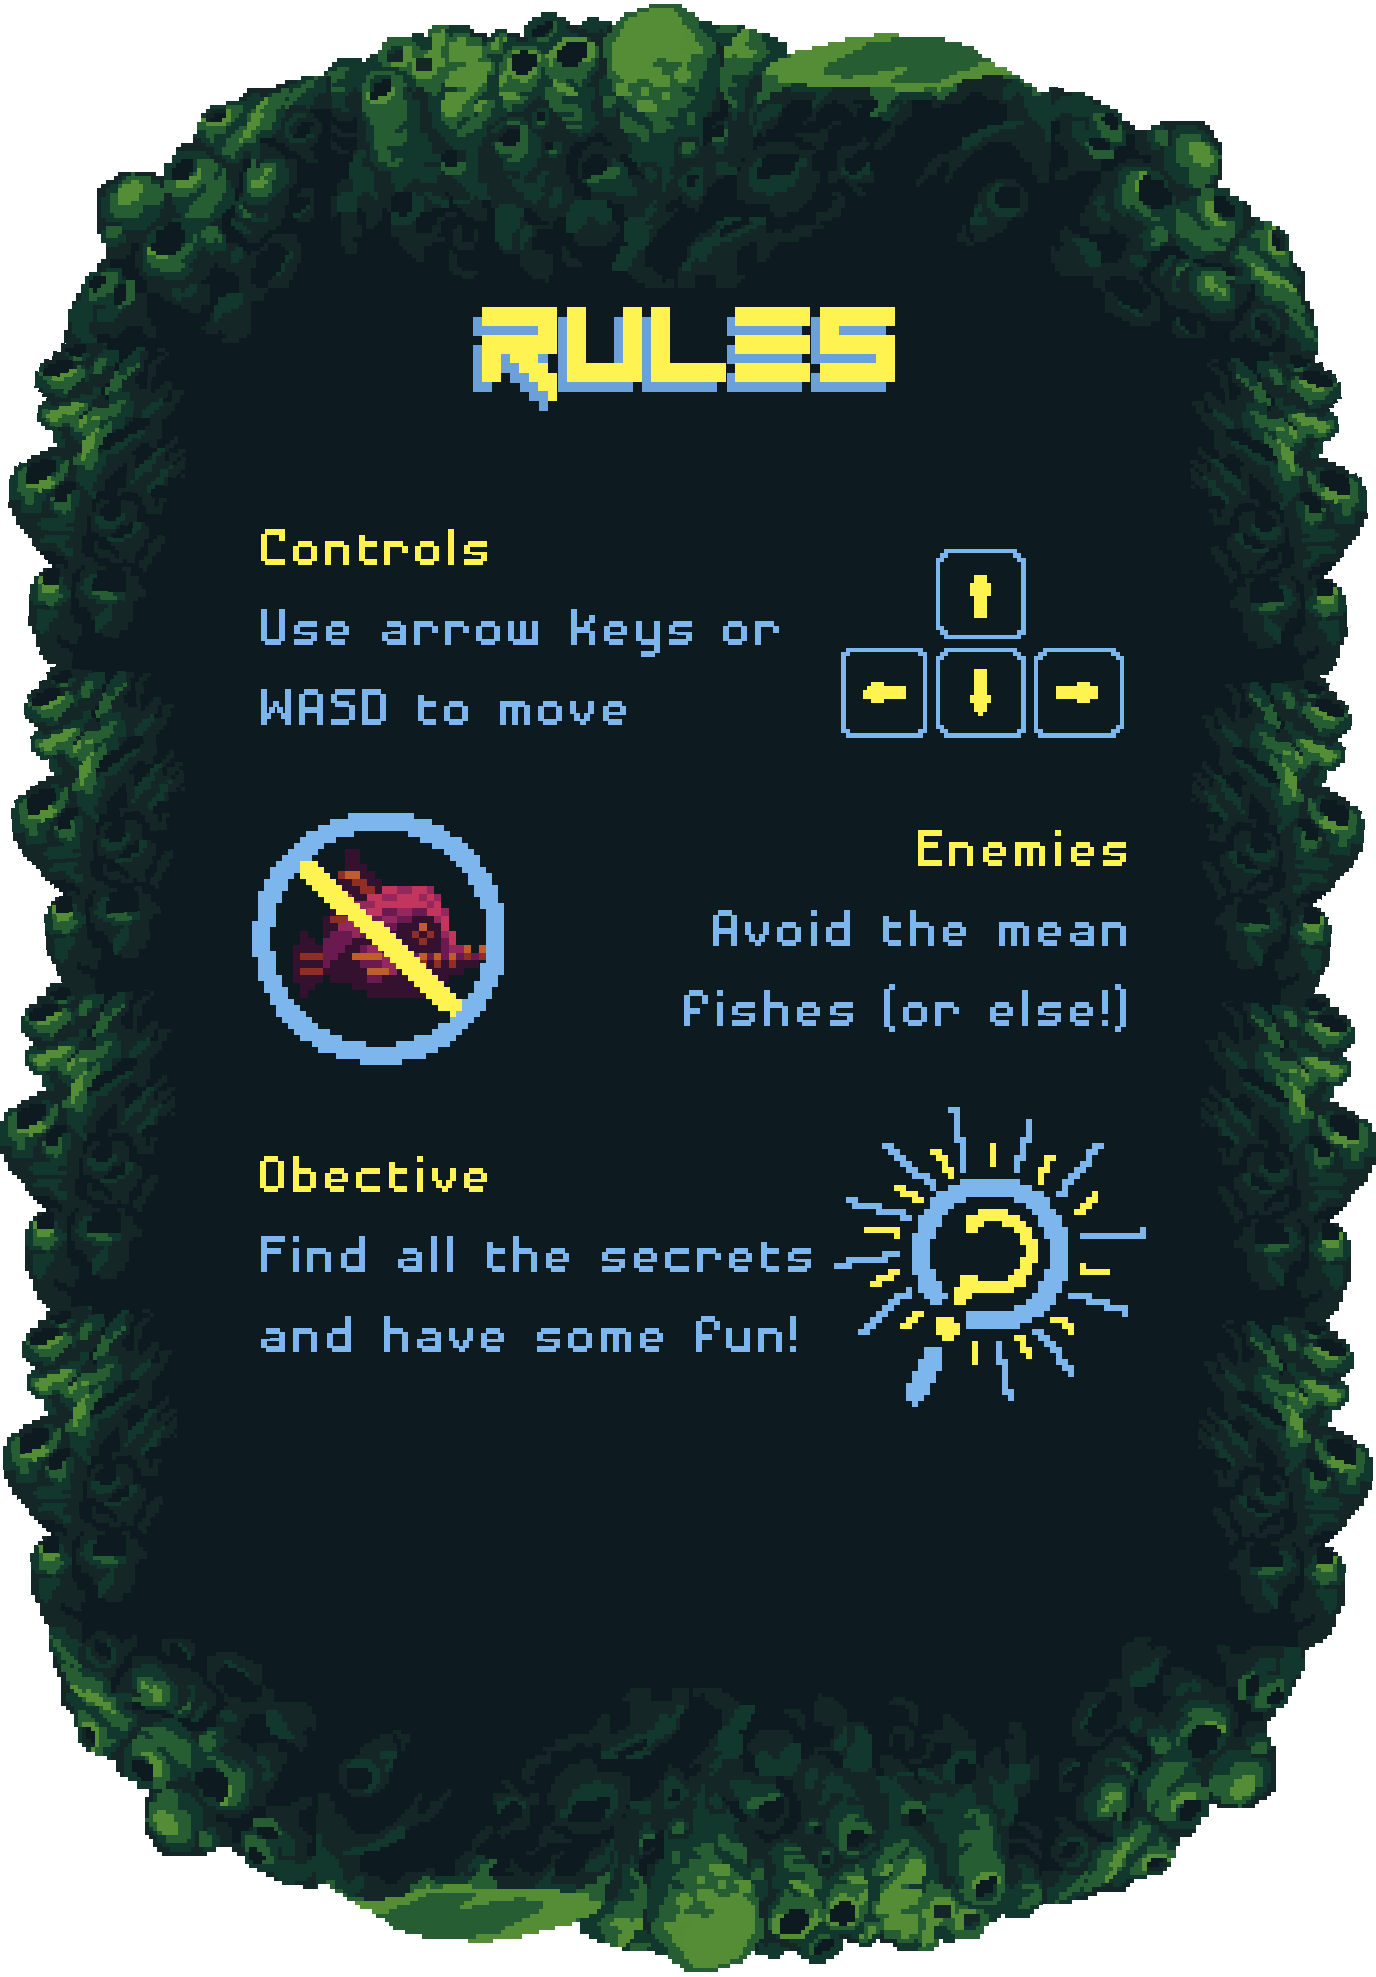 RULES
Controls
Use arrow keys or
WASD to move
Enemies
Avoid the mean
fishes (or else!)
Obective
Find all the secrets
and have some fun!